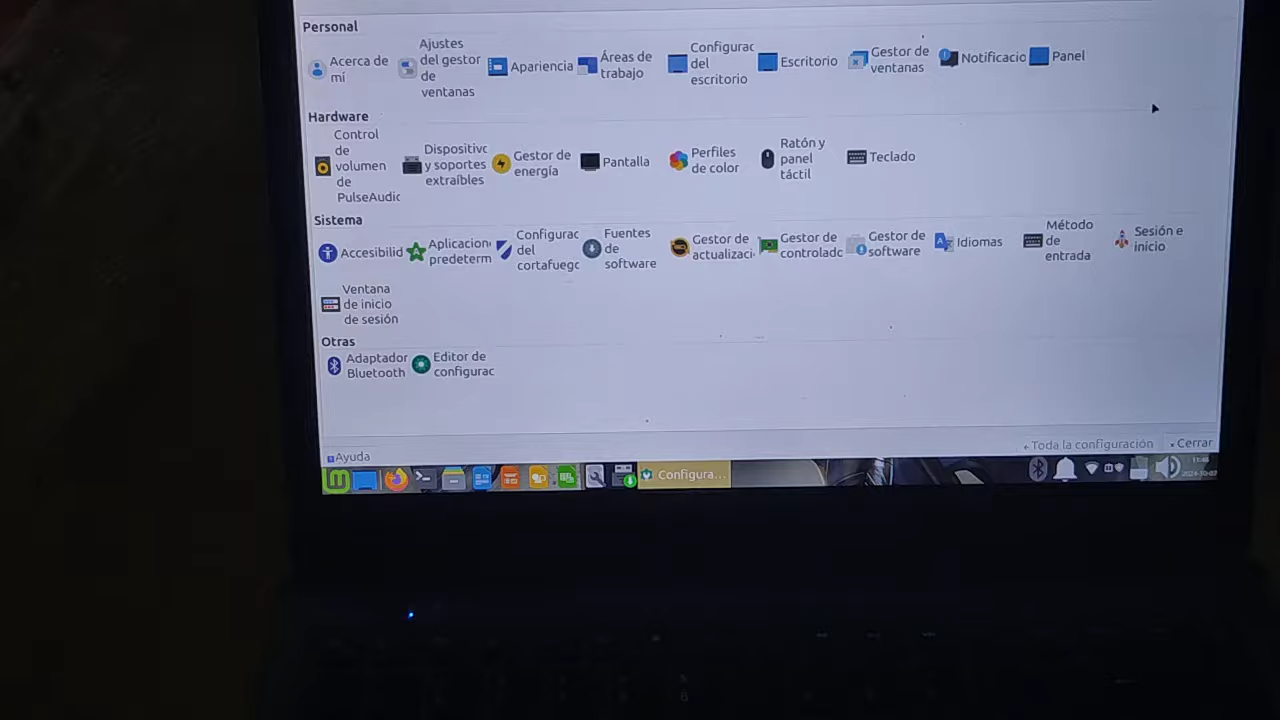 Personal
Acerca de
mí
Ajustes
del gestor
de
ventanas
Apariencia
Áreas de
trabajo
Configurac
del
escritorio
Escritorio
Gestor de
ventanas
Notificacio
Panel
Hardware
Control
de
volumen
de
PulseAudio
Dispositivo
y soportes
extraíbles
Gestor de
energía
Pantalla
Perfiles
de color
Ratón y
panel
táctil
Teclado
Sistema
Accesibilid
Aplicacion
predeterm
Configurac
del
cortafuego
Fuentes
de
software
Gestor de
actualizaci
Gestor de
controlado
Gestor de
software
Idiomas
Método
de
entrada
Sesión e
inicio
Ventana
de inicio
de sesión
Otras
Adaptador
Bluetooth
Editor de
configurac
Ayuda
Toda la configuración
Cerrar
Configura...